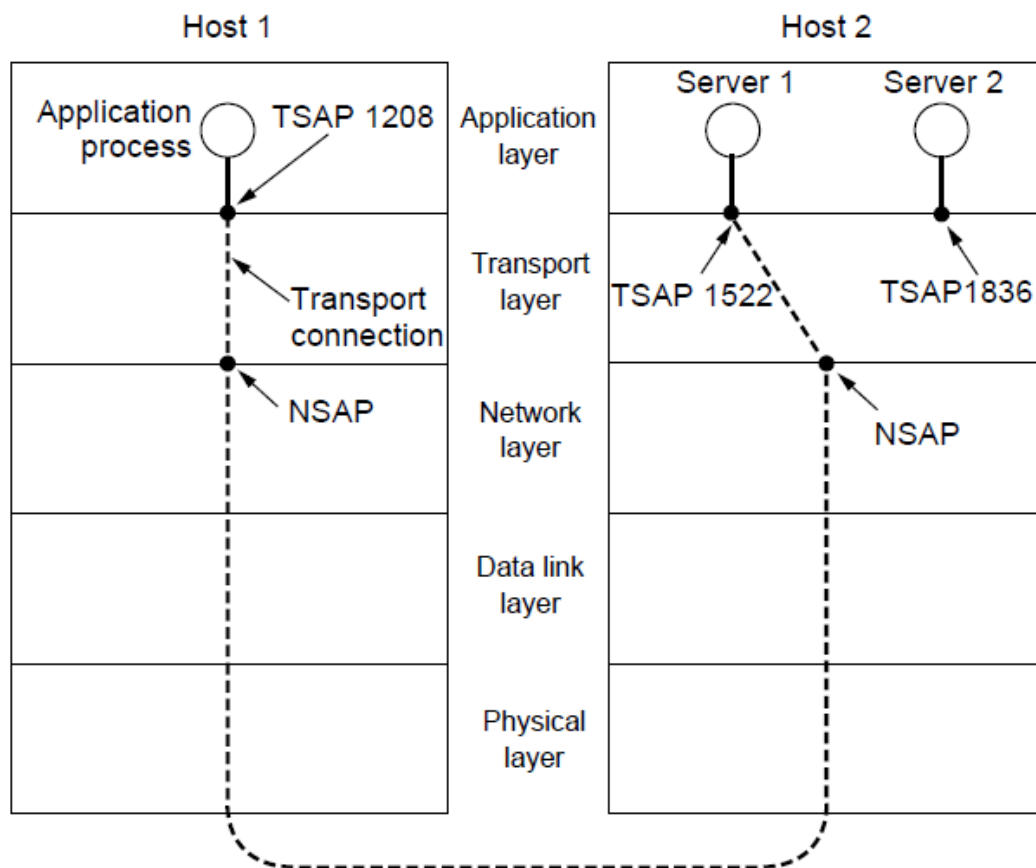 Host 1
Host 2
Application
process
TSAP 1208
Application
layer
Server 1
Server 2
Transport
layer
TSAP 1522
TSAP1836
Transport
connection
NSAP
Network
layer
NSAP
Data link
layer
Physical
layer